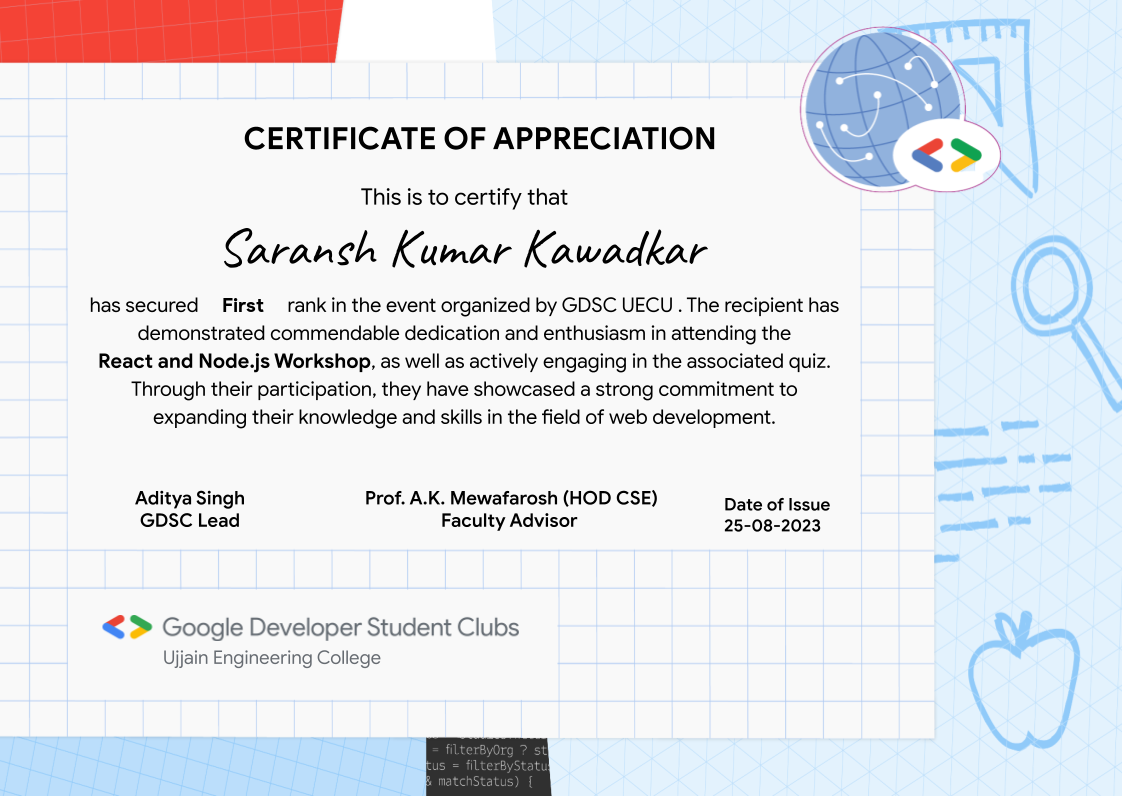 CERTIFICATE OF APPRECIATION
This is to certify that
Saransh Kumar Kawadkar
has secured First rank in the event organized by GDSC UECU . The recipient has
demonstrated commendable dedication and enthusiasm in attending the
React and Node.js Workshop, as well as actively engaging in the associated quiz.
Through their participation, they have showcased a strong commitment to
expanding their knowledge and skills in the field of web development.
Aditya Singh
GDSC Lead
Prof. A.K. Mewafarosh (HOD CSE)
Faculty Advisor
Date of Issue
25-08-2023
Google Developer Student Clubs
Ujjain Engineering College
= filterByOrg ? st
tus = filterByStatus
& matchStatus) {